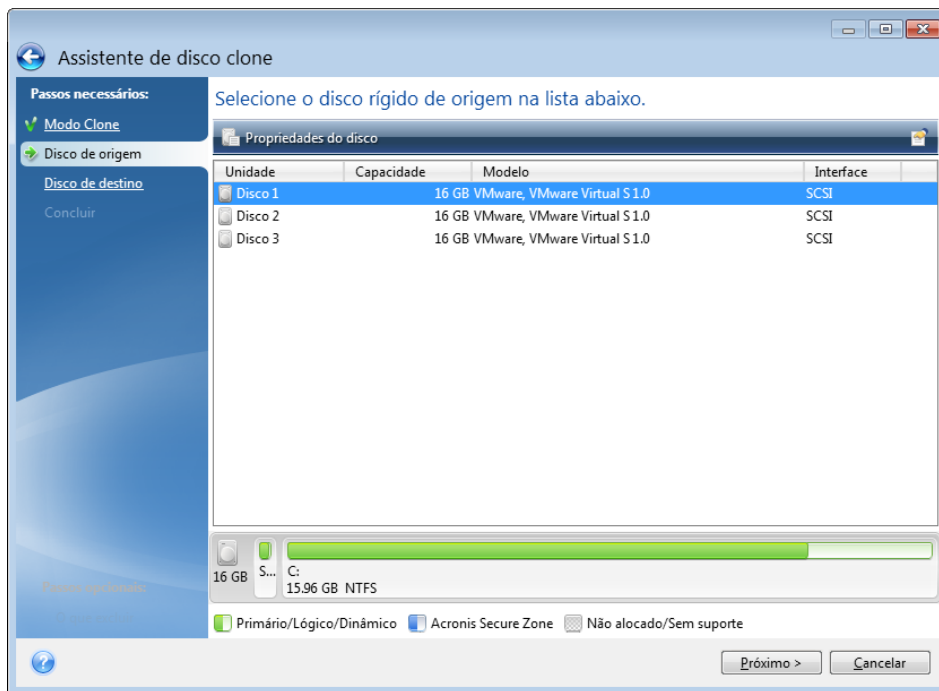 Assistente de disco clone
Passos necessários:
Modo Clone
Disco de origem
Disco de destino
Concluir
Selecione o disco rígido de origem na lista abaixo.
Propriedades do disco
Unidade Capacidade Modelo Interface
Disco 1 16 GB VMware, VMware Virtual S 1.0 SCSI
Disco 2 16 GB VMware, VMware Virtual S 1.0 SCSI
Disco 3 16 GB VMware, VMware Virtual S 1.0 SCSI
16 GB S... C:
15.96 GB NTFS
Passos opcionais:
Primário/Lógico/Dinâmico Acronis Secure Zone Não alocado/Sem suporte
Próximo > Cancelar